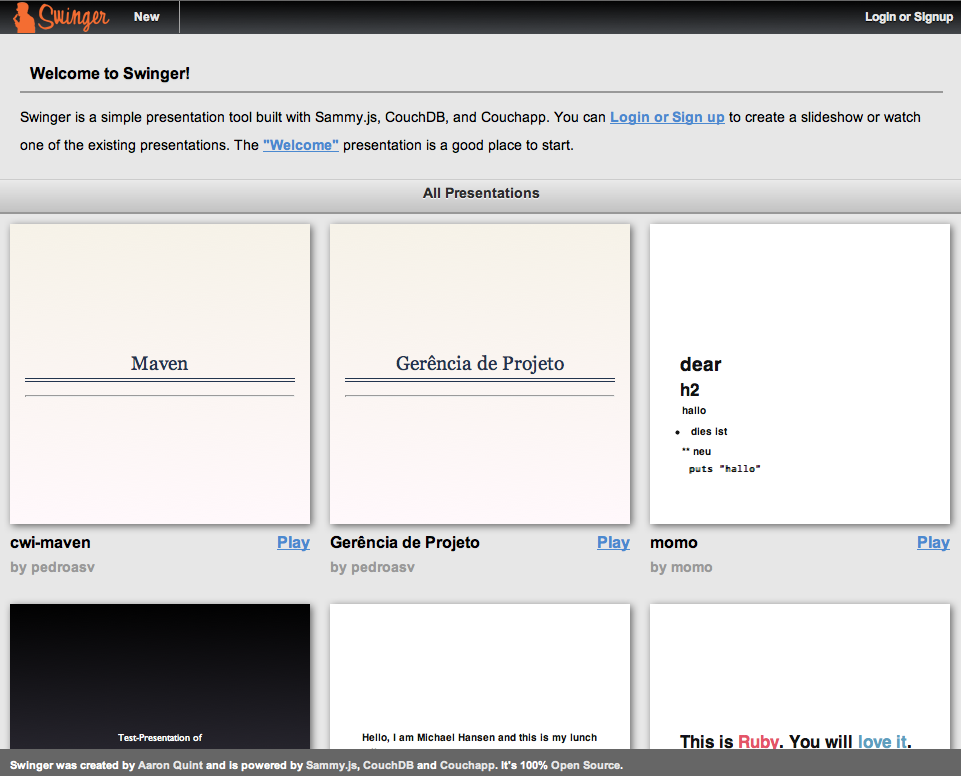 Swinger New Login or Signup
Welcome to Swinger!
Swinger is a simple presentation tool built with Sammy.js, CouchDB, and Couchapp. You can Login or Sign up to create a slideshow or watch
one of the existing presentations. The "Welcome" presentation is a good place to start.
All Presentations
Maven
Gerência de Projeto
dear
h2
hallo
• dies ist
** neu
puts "hallo"
cwi-maven Play
by pedroasv
Gerência de Projeto Play
by pedroasv
momo Play
by momo
Test-Presentation of
Hello, I am Michael Hansen and this is my lunch
This is Ruby. You will love it.
Swinger was created by Aaron Quint and is powered by Sammy.js, CouchDB and Couchapp. It's 100% Open Source.